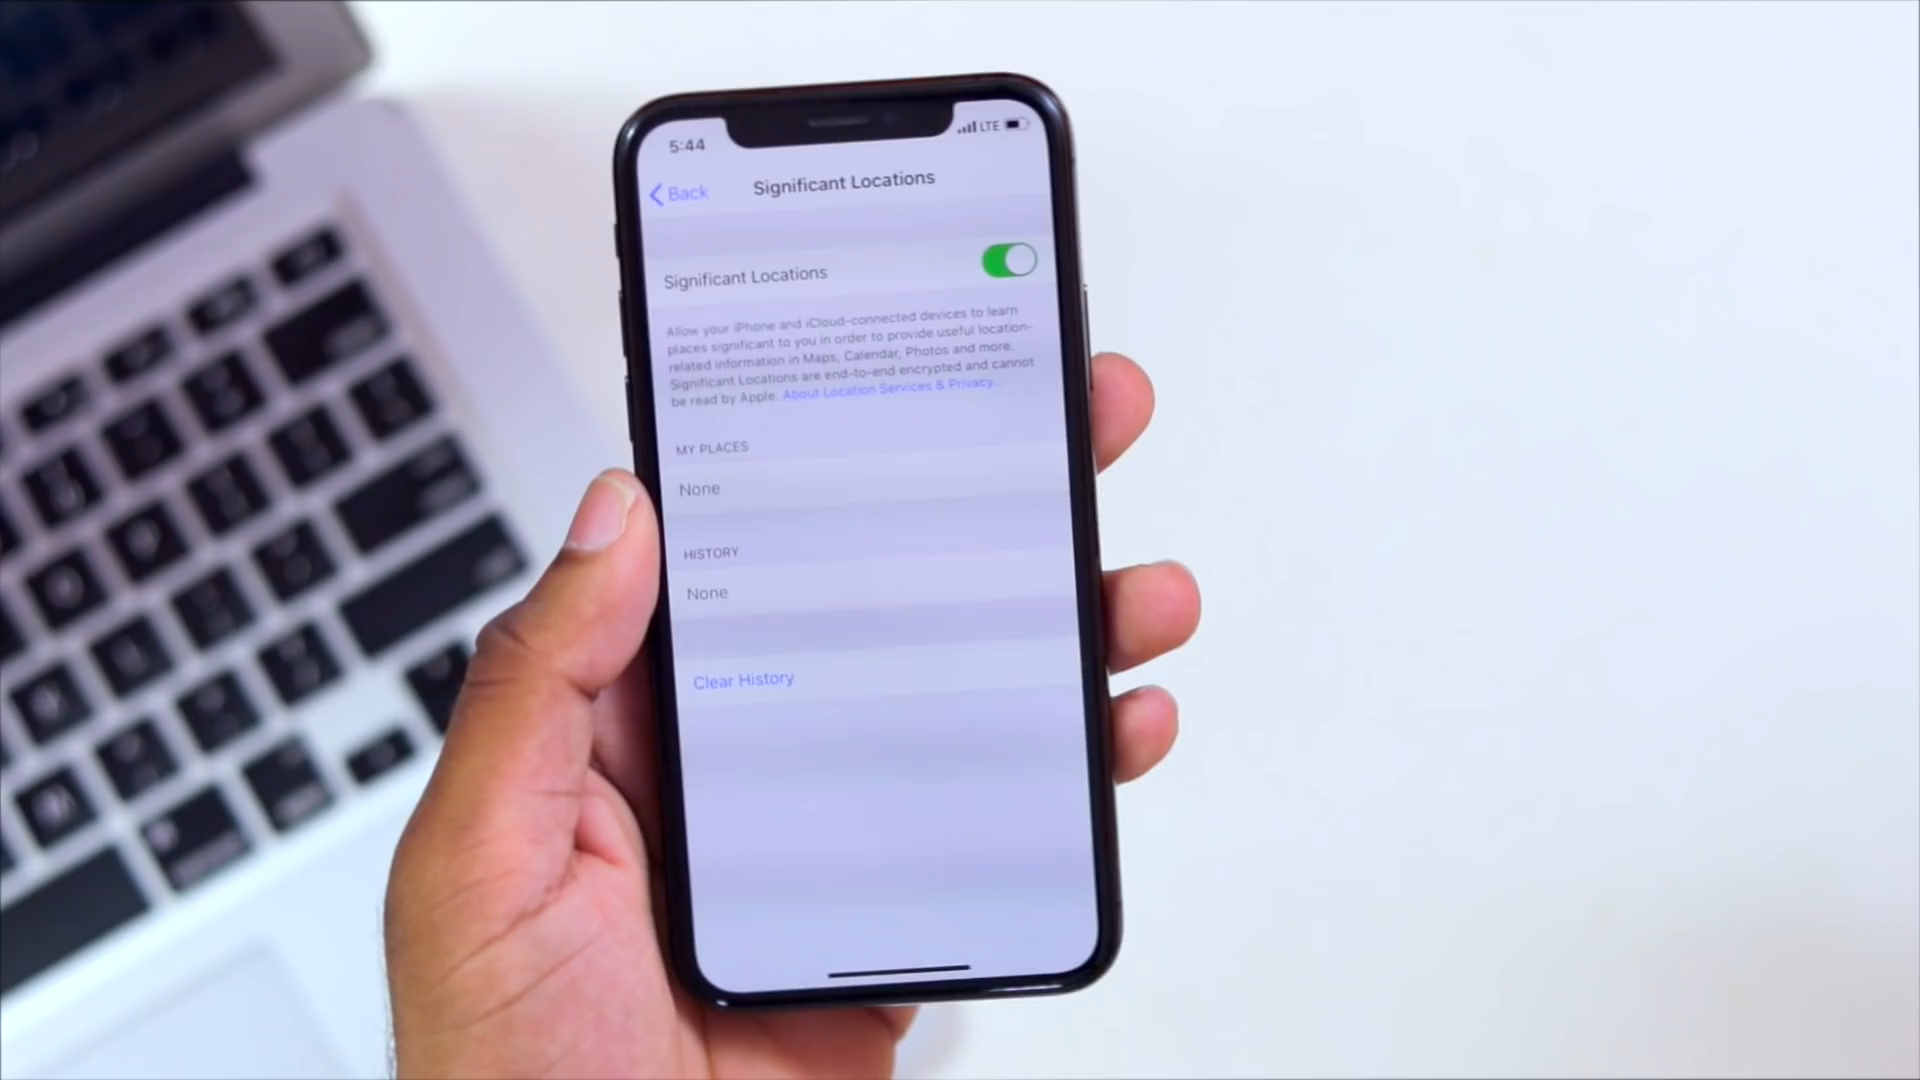 5:44
LTE
Back
Significant Locations
Significant Locations
Allow your iPhone and iCloud-connected devices to learn
places significant to you in order to provide useful location-
related information in Maps, Calendar, Photos and more.
Significant Locations are end-to-end encrypted and cannot
be read by Apple. About Location Services & Privacy...
MY PLACES
None
HISTORY
None
Clear History